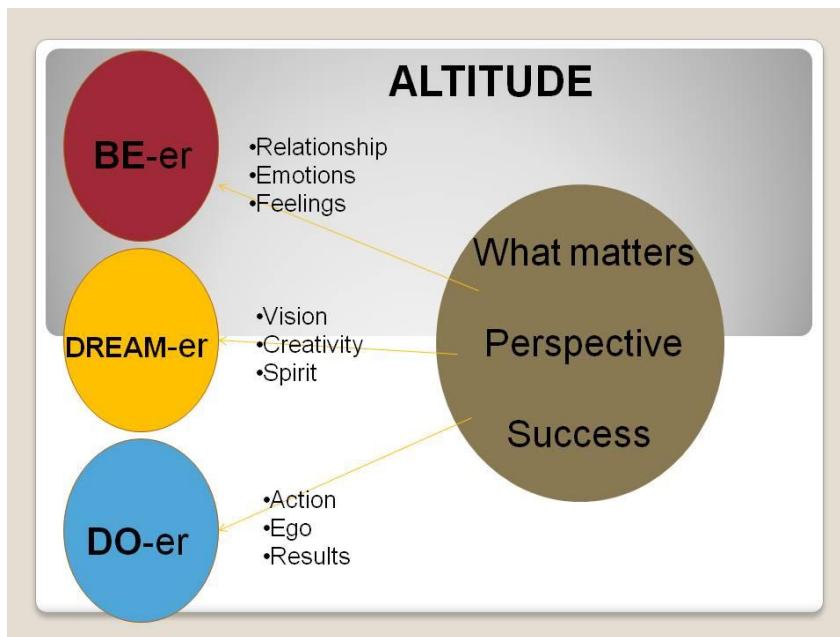 ALTITUDE
BE-er
•Relationship
•Emotions
•Feelings
What matters
DREAM-er
•Vision
•Creativity
•Spirit
Perspective
Success
DO-er
•Action
•Ego
•Results